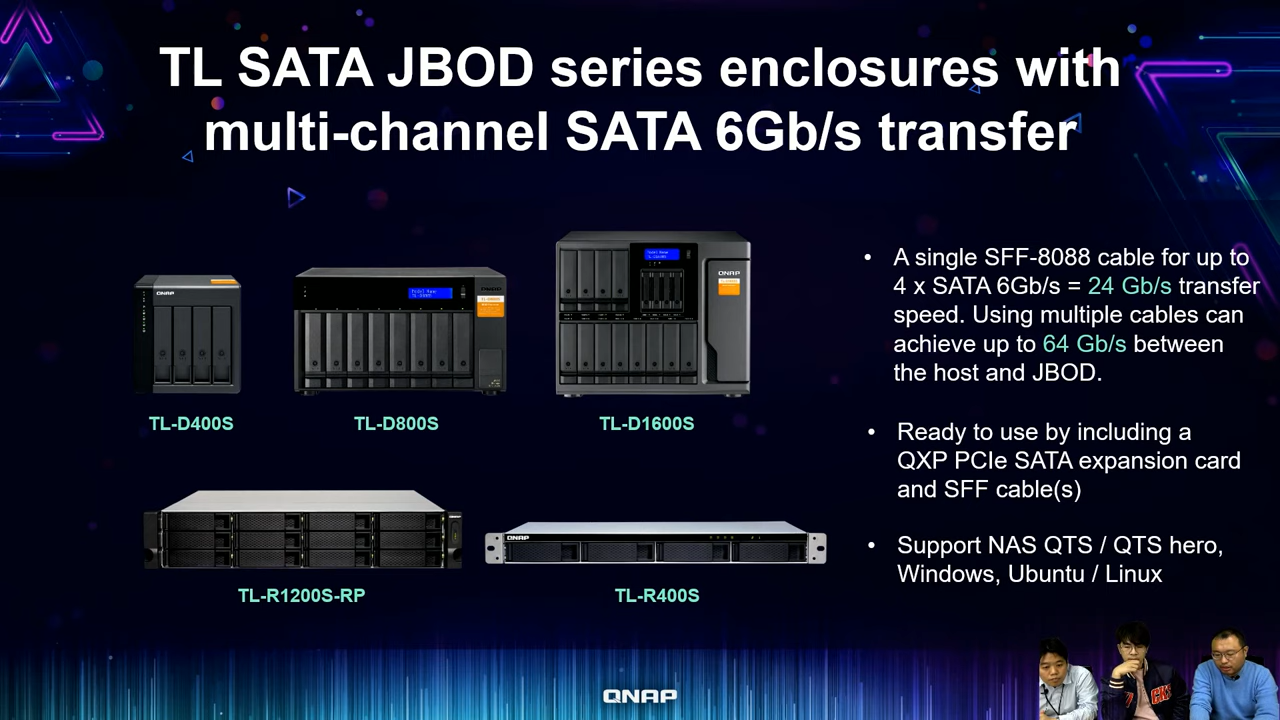 TL SATA JBOD series enclosures with
multi-channel SATA 6Gb/s transfer
QNAP
QNAP
TL-D400S
TL-D800S
TL-D1600S
• A single SFF-8088 cable for up to
4 x SATA 6Gb/s = 24 Gb/s transfer
speed. Using multiple cables can
achieve up to 64 Gb/s between
the host and JBOD.
• Ready to use by including a
QXP PCIe SATA expansion card
and SFF cable(s)
QNAP
TL-R1200S-RP
TL-R400S
• Support NAS QTS / QTS hero,
Windows, Ubuntu / Linux
QNAP